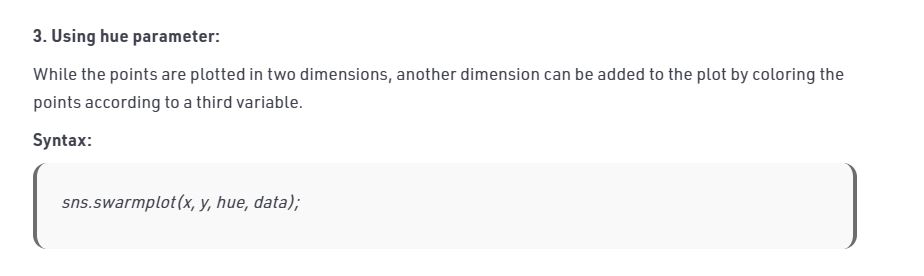 3. Using hue parameter:
While the points are plotted in two dimensions, another dimension can be added to the plot by coloring the
points according to a third variable.
Syntax:
sns.swarmplot(x, y, hue, data);